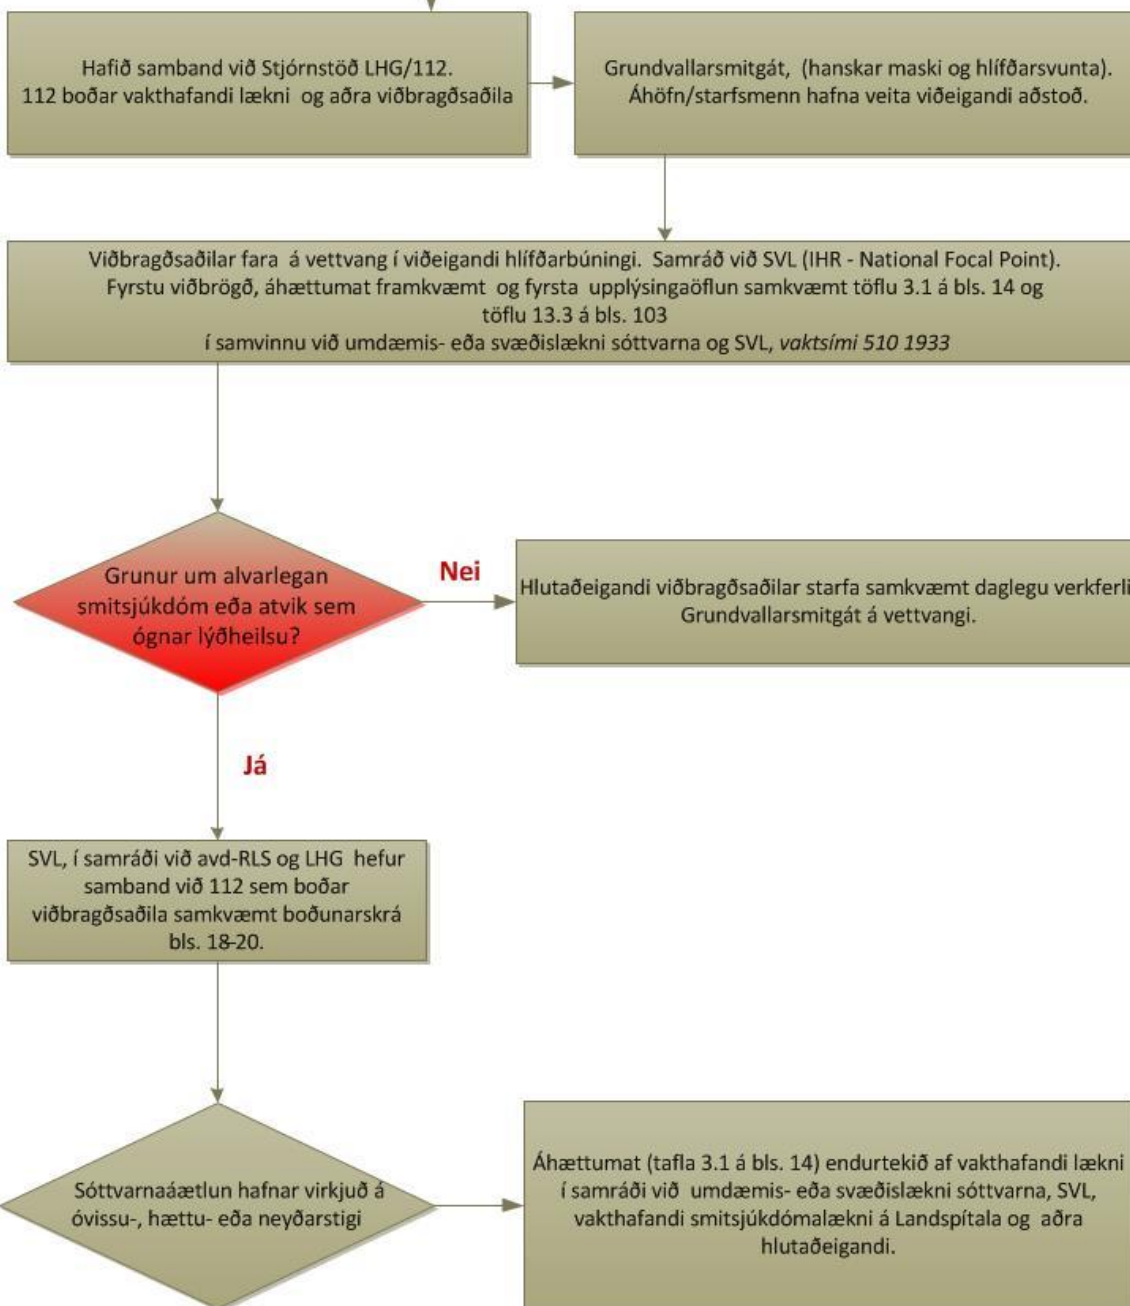 Hafið samband við Stjórnstöð LHG/112.
112 boðar vakthafandi lækni og aðra viðbragðsaðila
Grundvallarsmitgát, (hanskar maski og hlífðarsvunta).
Áhöfn/starfsmenn hafna veita viðeigandi aðstoð.
Viðbragðsaðilar fara á vettvang í viðeigandi hlífðarbúningi. Samráð við SVL (IHR - National Focal Point).
Fyrstu viðbrögð, áhættumat framkvæmt og fyrsta upplýsingaöflun samkvæmt töflu 3.1 á bls. 14 og
töflu 13.3 á bls. 103
í samvinnu við umdæmis- eða svæðislækni sóttvarna og SVL, vaktsími 510 1933
Grunur um alvarlegan
smitsjúkdóm eða atvik sem
ógnar lýðheilsu?
Nei
Hlutaðeigandi viðbragðsaðilar starfa samkvæmt daglegu verkferli
Grundvallarsmitgát á vettvangi.
Já
SVL, í samráði við avd-RLS og LHG hefur
samband við 112 sem boðar
viðbragðsaðila samkvæmt boðunarskrá
bls. 18-20.
Sóttvarnaáætlun hafnar virkjuð á
óvissu-, hættu- eða neyðarstigi
Áhættumat (tafla 3.1 á bls. 14) endurtekið af vakthafandi lækni
í samráði við umdæmis- eða svæðislækni sóttvarna, SVL,
vakthafandi smitsjúkdómalækni á Landspítala og aðra
hlutaðeigandi.